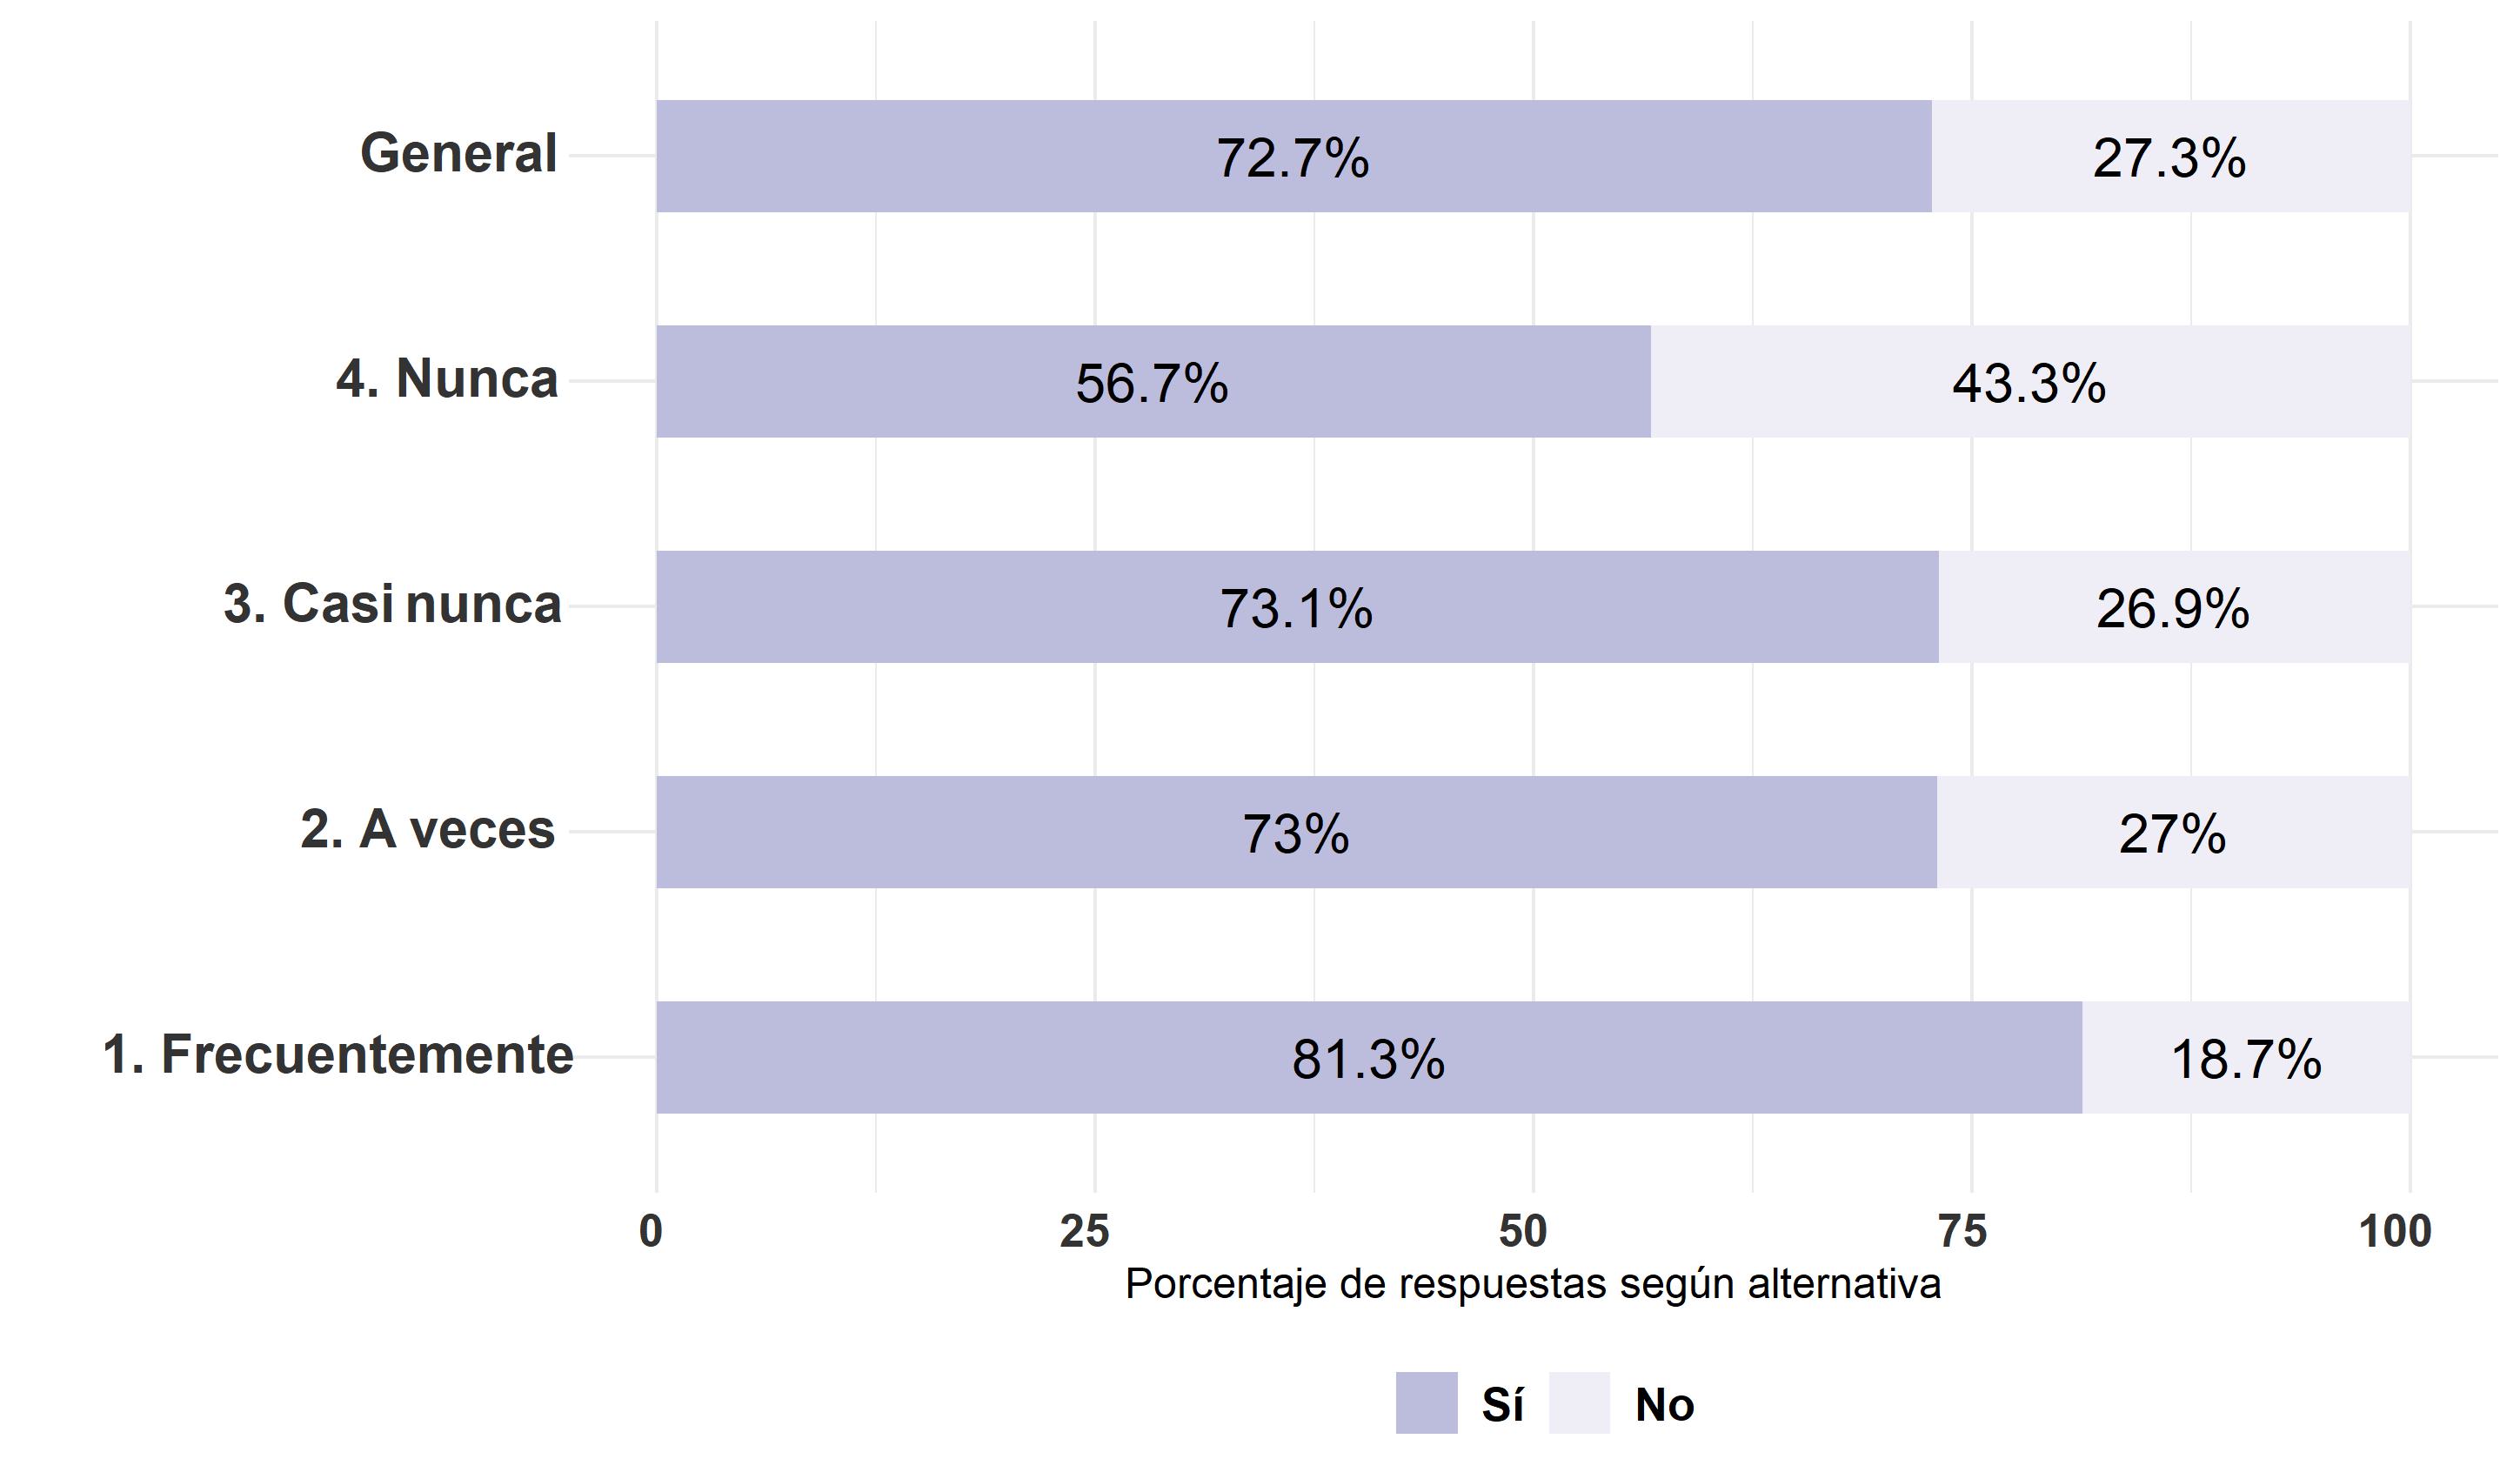 General 72.7% 27.3%
4. Nunca 56.7% 43.3%
3. Casi nunca 73.1% 26.9%
2. A veces 73% 27%
1. Frecuentemente 81.3% 18.7%
0 25 50 75 100
Porcentaje de respuestas según alternativa
Sí No